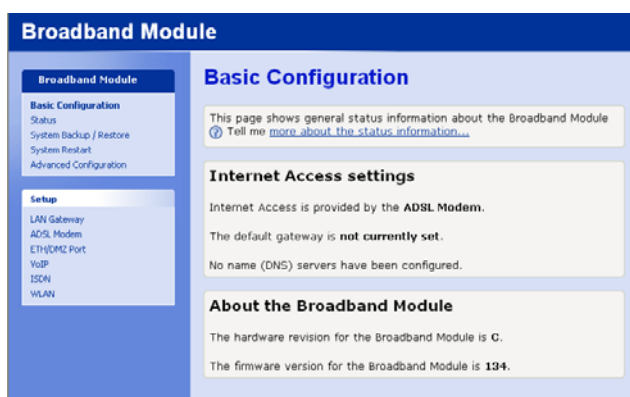 Broadband Module
Broadband Module
Basic Configuration
Status
System Backup / Restore
System Restart
Advanced Configuration
Setup
LAN Gateway
ADSL Modem
ETH/DMZ Port
VoIP
ISDN
WLAN
Basic Configuration
This page shows general status information about the Broadband Module
? Tell me more about the status information...
Internet Access settings
Internet Access is provided by the ADSL Modem.
The default gateway is not currently set.
No name (DNS) servers have been configured.
About the Broadband Module
The hardware revision for the Broadband Module is C.
The firmware version for the Broadband Module is 134.